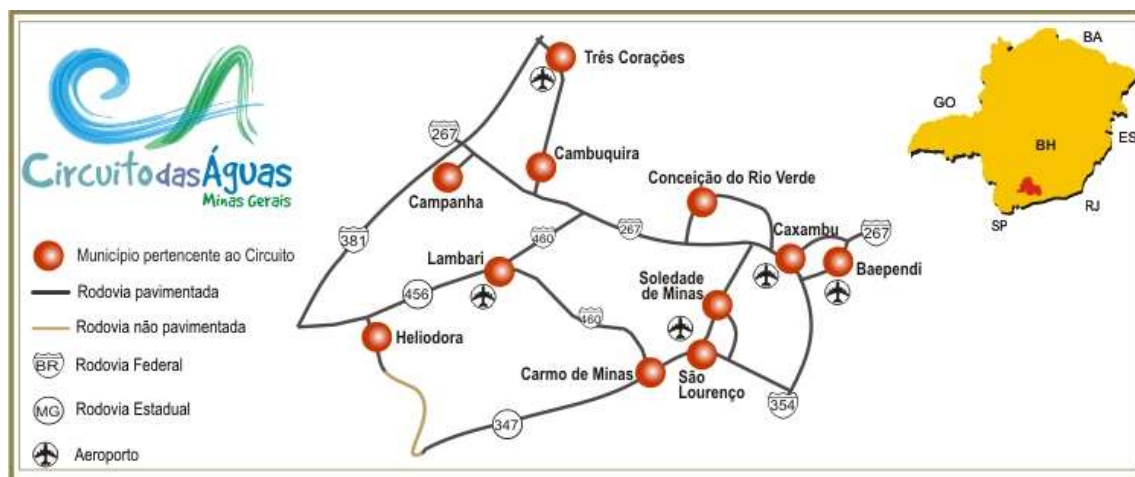 Circuito das Águas
Minas Gerais
Município pertencente ao Circuito
Rodovia pavimentada
Rodovia não pavimentada
BR Rodovia Federal
MG Rodovia Estadual
Aeroporto
Três Corações
267
Cambuquira
Campanha
Conceição do Rio Verde
381
460
267
Caxambu
267
Lambari
Baependi
456
Soledade
de Minas
460
Heliodora
Carmo de Minas
São
Lourenço
354
347
BA
GO
ES
BH
RJ
SP